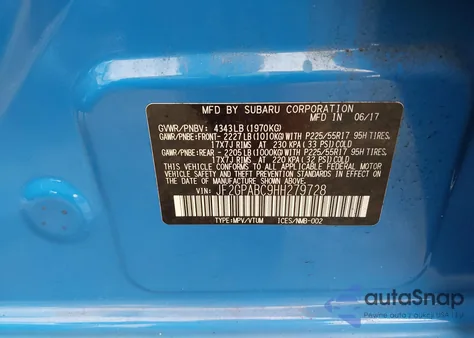 MFD BY SUBARU CORPORATION
MFD. IN JAPAN 06/17
GVWR/PNBV: 4343LB (1970KG)
GAWR/PNBE:FRONT- 2227LB (1010KG) W/ P225/55R17 95H TIRES.
17X7J RIMS AT 230 KPA (33 PSI)/COLD.
GAWR/PNBE:REAR - 2205LB (1000KG) W/ P225/55R17 95H TIRES.
17X7J RIMS AT 220 KPA (32 PSI)/COLD.
THIS VEHICLE CONFORMS TO ALL APPLICABLE FEDERAL MOTOR
VEHICLE SAFETY AND BUMPER STANDARDS IN EFFECT
ON THE DATE OF MANUFACTURE SHOWN ABOVE.
VIN: JF2GPABC9HH279728
TYPE:MPV/VTUM ICES/NMB-002
autoSnap